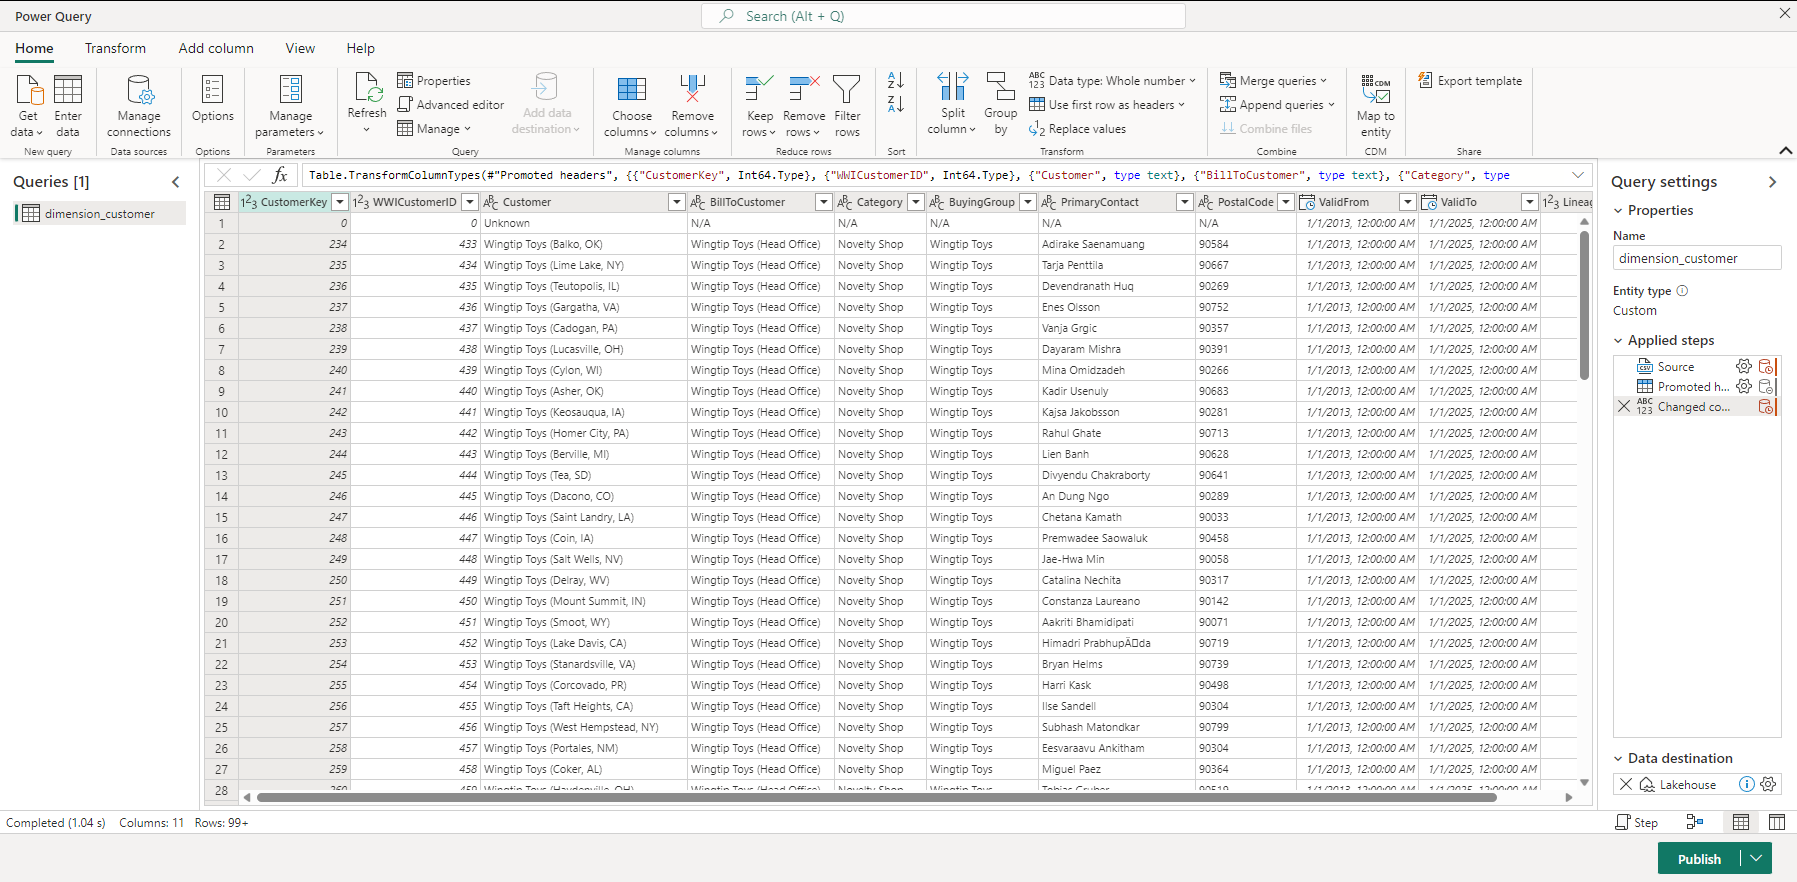 Power Query
Search (Alt + Q)
Home Transform Add column View Help
Get data
Enter data
New query
Manage connections
Data sources
Options
Options
Manage parameters
Parameters
Refresh
Properties
Advanced editor
Manage
Add data destination
Query
Choose columns
Remove columns
Manage columns
Keep rows
Remove rows
Filter rows
Reduce rows
Sort
Split column
Group by
Data type: Whole number
Use first row as headers
Replace values
Transform
Merge queries
Append queries
Combine files
Combine
Map to entity
CDM
Export template
Share
Queries [1]
dimension_customer
fx Table.TransformColumnTypes(#"Promoted headers", {{"CustomerKey", Int64.Type}, {"WWICustomerID", Int64.Type}, {"Customer", type text}, {"BillToCustomer", type text}, {"Category", type
CustomerKey WWICustomerID Customer BillToCustomer Category BuyingGroup PrimaryContact PostalCode ValidFrom ValidTo Lineag
1 0 0 Unknown N/A N/A N/A N/A N/A 1/1/2013, 12:00:00 AM 1/1/2025, 12:00:00 AM
2 234 433 Wingtip Toys (Balko, OK) Wingtip Toys (Head Office) Novelty Shop Wingtip Toys Adirake Saenamuang 90584 1/1/2013, 12:00:00 AM 1/1/2025, 12:00:00 AM
3 235 434 Wingtip Toys (Lime Lake, NY) Wingtip Toys (Head Office) Novelty Shop Wingtip Toys Tarja Penttila 90667 1/1/2013, 12:00:00 AM 1/1/2025, 12:00:00 AM
4 236 435 Wingtip Toys (Teutopolis, IL) Wingtip Toys (Head Office) Novelty Shop Wingtip Toys Devendranath Huq 90269 1/1/2013, 12:00:00 AM 1/1/2025, 12:00:00 AM
5 237 436 Wingtip Toys (Gargatha, VA) Wingtip Toys (Head Office) Novelty Shop Wingtip Toys Enes Olsson 90752 1/1/2013, 12:00:00 AM 1/1/2025, 12:00:00 AM
6 238 437 Wingtip Toys (Cadogan, PA) Wingtip Toys (Head Office) Novelty Shop Wingtip Toys Vanja Grgic 90357 1/1/2013, 12:00:00 AM 1/1/2025, 12:00:00 AM
7 239 438 Wingtip Toys (Lucasville, OH) Wingtip Toys (Head Office) Novelty Shop Wingtip Toys Dayaram Mishra 90391 1/1/2013, 12:00:00 AM 1/1/2025, 12:00:00 AM
8 240 439 Wingtip Toys (Cylon, WI) Wingtip Toys (Head Office) Novelty Shop Wingtip Toys Mina Omidzadeh 90266 1/1/2013, 12:00:00 AM 1/1/2025, 12:00:00 AM
9 241 440 Wingtip Toys (Asher, OK) Wingtip Toys (Head Office) Novelty Shop Wingtip Toys Kadir Usenuly 90683 1/1/2013, 12:00:00 AM 1/1/2025, 12:00:00 AM
10 242 441 Wingtip Toys (Keosauqua, IA) Wingtip Toys (Head Office) Novelty Shop Wingtip Toys Kajsa Jakobsson 90281 1/1/2013, 12:00:00 AM 1/1/2025, 12:00:00 AM
11 243 442 Wingtip Toys (Homer City, PA) Wingtip Toys (Head Office) Novelty Shop Wingtip Toys Rahul Ghate 90713 1/1/2013, 12:00:00 AM 1/1/2025, 12:00:00 AM
12 244 443 Wingtip Toys (Berville, MI) Wingtip Toys (Head Office) Novelty Shop Wingtip Toys Lien Banh 90628 1/1/2013, 12:00:00 AM 1/1/2025, 12:00:00 AM
13 245 444 Wingtip Toys (Tea, SD) Wingtip Toys (Head Office) Novelty Shop Wingtip Toys Divyendu Chakraborty 90641 1/1/2013, 12:00:00 AM 1/1/2025, 12:00:00 AM
14 246 445 Wingtip Toys (Dacono, CO) Wingtip Toys (Head Office) Novelty Shop Wingtip Toys An Dung Ngo 90289 1/1/2013, 12:00:00 AM 1/1/2025, 12:00:00 AM
15 247 446 Wingtip Toys (Saint Landry, LA) Wingtip Toys (Head Office) Novelty Shop Wingtip Toys Chetana Kamath 90033 1/1/2013, 12:00:00 AM 1/1/2025, 12:00:00 AM
16 248 447 Wingtip Toys (Coin, IA) Wingtip Toys (Head Office) Novelty Shop Wingtip Toys Premwadee Saowaluk 90458 1/1/2013, 12:00:00 AM 1/1/2025, 12:00:00 AM
17 249 448 Wingtip Toys (Salt Wells, NV) Wingtip Toys (Head Office) Novelty Shop Wingtip Toys Jae-Hwa Min 90058 1/1/2013, 12:00:00 AM 1/1/2025, 12:00:00 AM
18 250 449 Wingtip Toys (Delray, WV) Wingtip Toys (Head Office) Novelty Shop Wingtip Toys Catalina Nechita 90317 1/1/2013, 12:00:00 AM 1/1/2025, 12:00:00 AM
19 251 450 Wingtip Toys (Mount Summit, IN) Wingtip Toys (Head Office) Novelty Shop Wingtip Toys Constanza Laureano 90142 1/1/2013, 12:00:00 AM 1/1/2025, 12:00:00 AM
20 252 451 Wingtip Toys (Smoot, WY) Wingtip Toys (Head Office) Novelty Shop Wingtip Toys Aakriti Bhamidipati 90071 1/1/2013, 12:00:00 AM 1/1/2025, 12:00:00 AM
21 253 452 Wingtip Toys (Lake Davis, CA) Wingtip Toys (Head Office) Novelty Shop Wingtip Toys Himadri PrabhupÄ□da 90719 1/1/2013, 12:00:00 AM 1/1/2025, 12:00:00 AM
22 254 453 Wingtip Toys (Stanardsville, VA) Wingtip Toys (Head Office) Novelty Shop Wingtip Toys Bryan Helms 90739 1/1/2013, 12:00:00 AM 1/1/2025, 12:00:00 AM
23 255 454 Wingtip Toys (Corcovado, PR) Wingtip Toys (Head Office) Novelty Shop Wingtip Toys Harri Kask 90498 1/1/2013, 12:00:00 AM 1/1/2025, 12:00:00 AM
24 256 455 Wingtip Toys (Taft Heights, CA) Wingtip Toys (Head Office) Novelty Shop Wingtip Toys Ilse Sandell 90304 1/1/2013, 12:00:00 AM 1/1/2025, 12:00:00 AM
25 257 456 Wingtip Toys (West Hempstead, NY) Wingtip Toys (Head Office) Novelty Shop Wingtip Toys Subhash Matondkar 90799 1/1/2013, 12:00:00 AM 1/1/2025, 12:00:00 AM
26 258 457 Wingtip Toys (Portales, NM) Wingtip Toys (Head Office) Novelty Shop Wingtip Toys Eesvaraavu Ankitham 90304 1/1/2013, 12:00:00 AM 1/1/2025, 12:00:00 AM
27 259 458 Wingtip Toys (Coker, AL) Wingtip Toys (Head Office) Novelty Shop Wingtip Toys Miguel Paez 90364 1/1/2013, 12:00:00 AM 1/1/2025, 12:00:00 AM
28
Query settings
Properties
Name
dimension_customer
Entity type
Custom
Applied steps
Source
Promoted h...
Changed co...
Data destination
Lakehouse
Completed (1.04 s) Columns: 11 Rows: 99+
Step
Publish